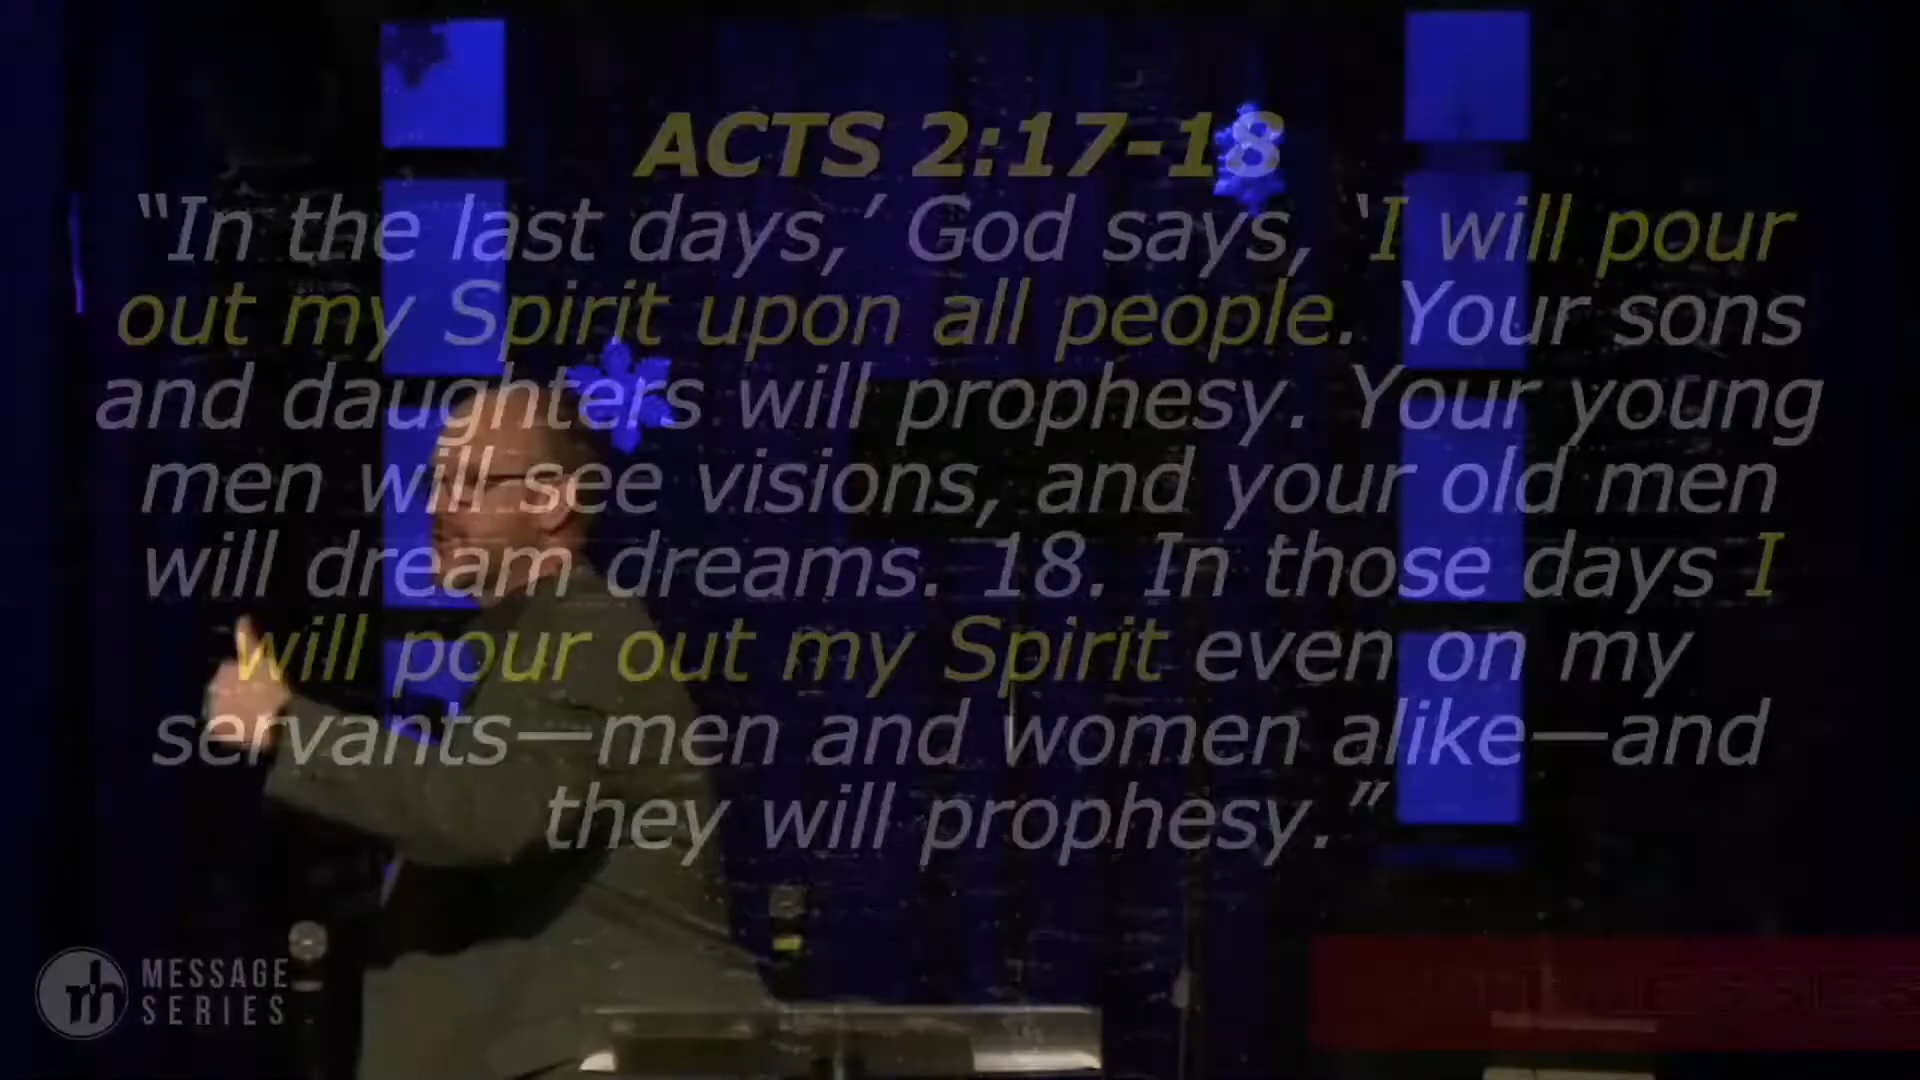 ACTS 2:17-18
“In the last days,’ God says, ‘I will pour
out my Spirit upon all people. Your sons
and daughters will prophesy. Your young
men will see visions, and your old men
will dream dreams. 18. In those days I
will pour out my Spirit even on my
servants—men and women alike—and
they will prophesy.”
rh MESSAGE
SERIES